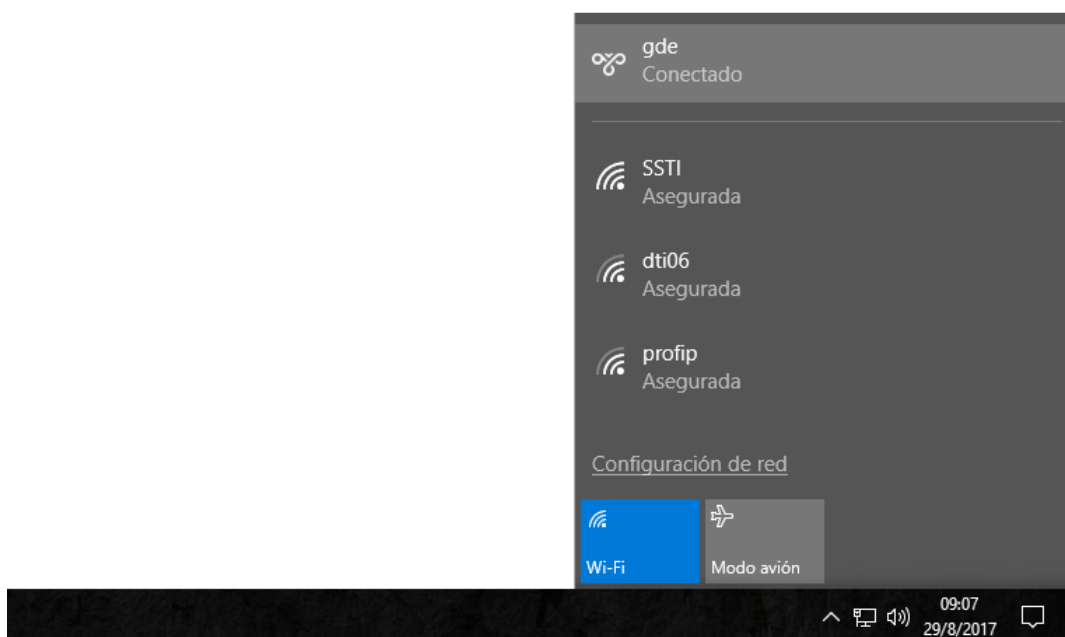 gde
Conectado
SSTI
Asegurada
dti06
Asegurada
profip
Asegurada
Configuración de red
Wi-Fi
Modo avión
09:07
29/8/2017